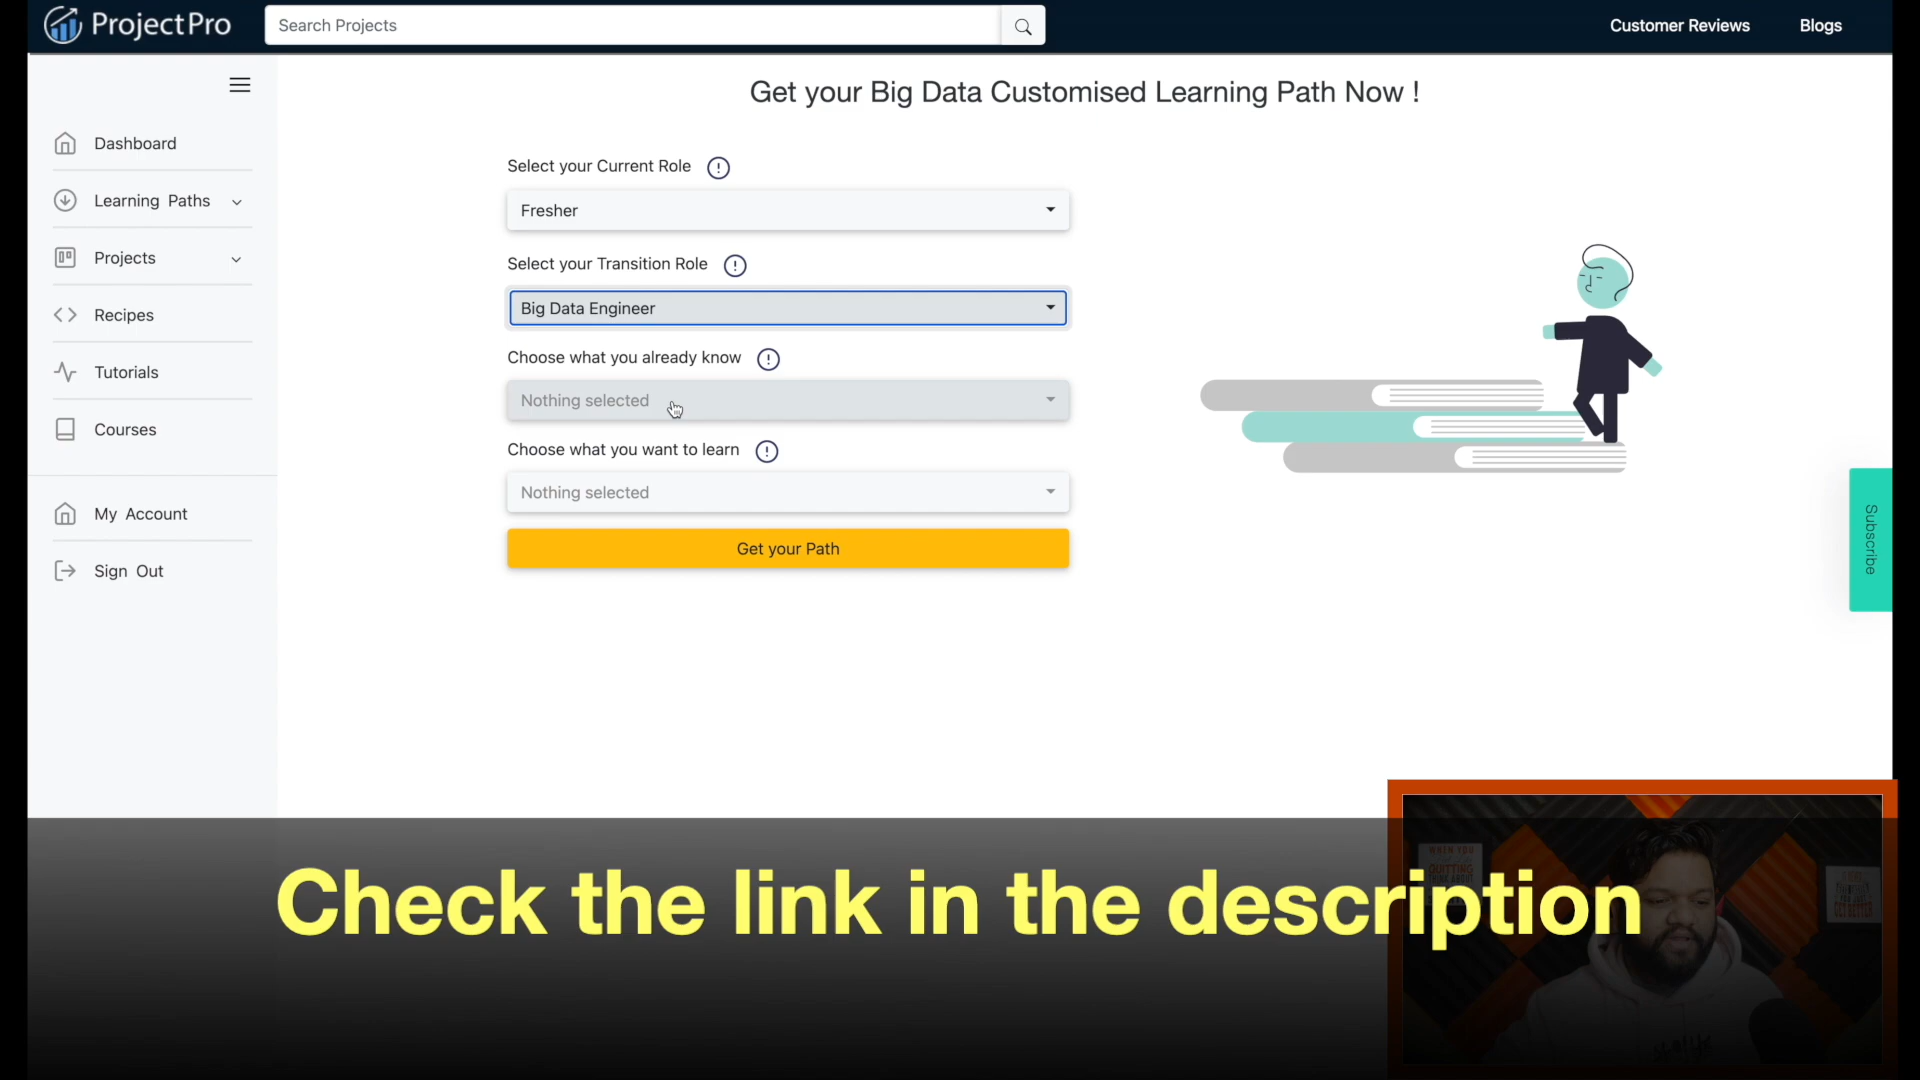 ProjectPro
Search Projects
Customer Reviews
Blogs
Get your Big Data Customised Learning Path Now !
Dashboard
Learning Paths
Projects
Recipes
Tutorials
Courses
My Account
Sign Out
Select your Current Role
Fresher
Select your Transition Role
Big Data Engineer
Choose what you already know
Nothing selected
Choose what you want to learn
Nothing selected
Get your Path
Subscribe
Check the link in the description
WHEN YOU
QUITTING